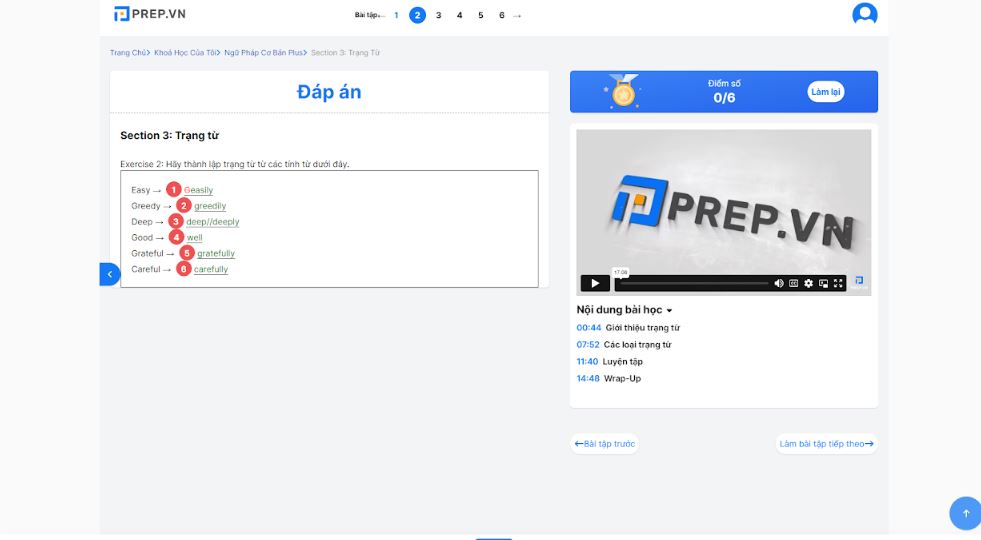 PREP.VN
Bài tập 1 2 3 4 5 6 →
Trang Chủ> Khoá Học Của Tôi> Ngữ Pháp Cơ Bản Plus> Section 3: Trạng Từ
Đáp án
Section 3: Trạng từ
Exercise 2: Hãy thành lập trạng từ từ các tính từ dưới đây.
Easy → 1 easily
Greedy → 2 greedily
Deep → 3 deep//deeply
Good → 4 well
Grateful → 5 gratefully
Careful → 6 carefully
Điểm số
0/6
Làm lại
PREP.VN
17:06
Nội dung bài học
00:44 Giới thiệu trạng từ
07:52 Các loại trạng từ
11:40 Luyện tập
14:48 Wrap-Up
←Bài tập trước
Làm bài tập tiếp theo→